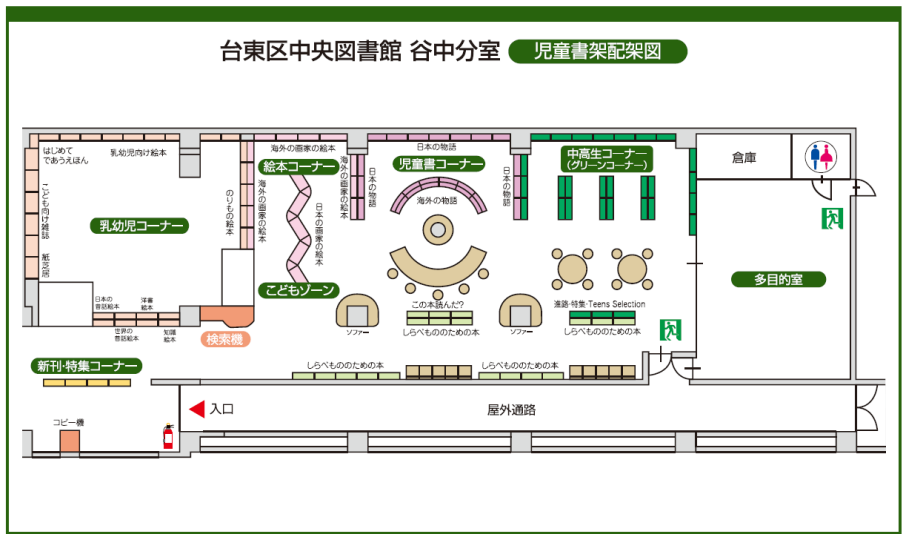 台東区中央図書館 谷中分室 児童書架配架図
はじめて
であうえほん
乳幼児向け絵本
こども向け雑誌
紙芝居
乳幼児コーナー
のりもの絵本
日本の
昔話絵本
洋書
絵本
世界の
昔話絵本
知識
絵本
検索機
海外の画家の絵本
海外の画家の絵本
絵本コーナー
海外の画家の絵本
日本の画家の絵本
こどもゾーン
日本の物語
日本の物語
児童書コーナー
海外の物語
日本の物語
中高生コーナー
(グリーンコーナー)
倉庫
多目的室
ソファー
この本読んだ?
しらべもののための本
ソファー
進路・特集・Teens Selection
しらべもののための本
しらべもののための本
しらべもののための本
新刊・特集コーナー
コピー機
入口
屋外通路